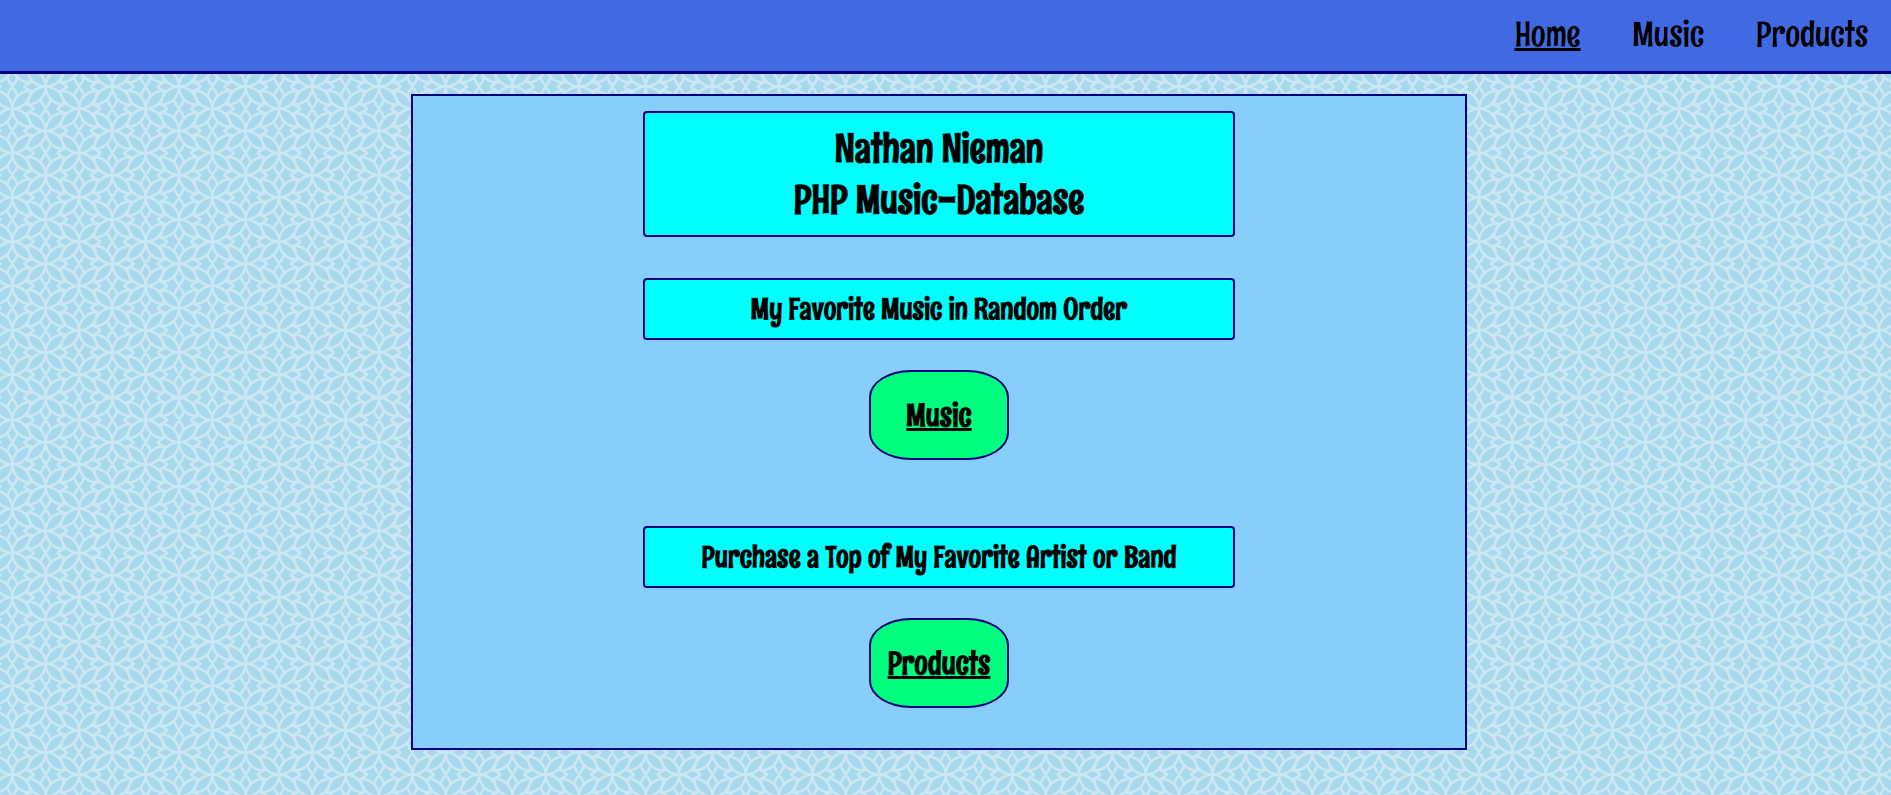 Home Music Products
Nathan Nieman
PHP Music-Database
My Favorite Music in Random Order
Music
Purchase a Top of My Favorite Artist or Band
Products